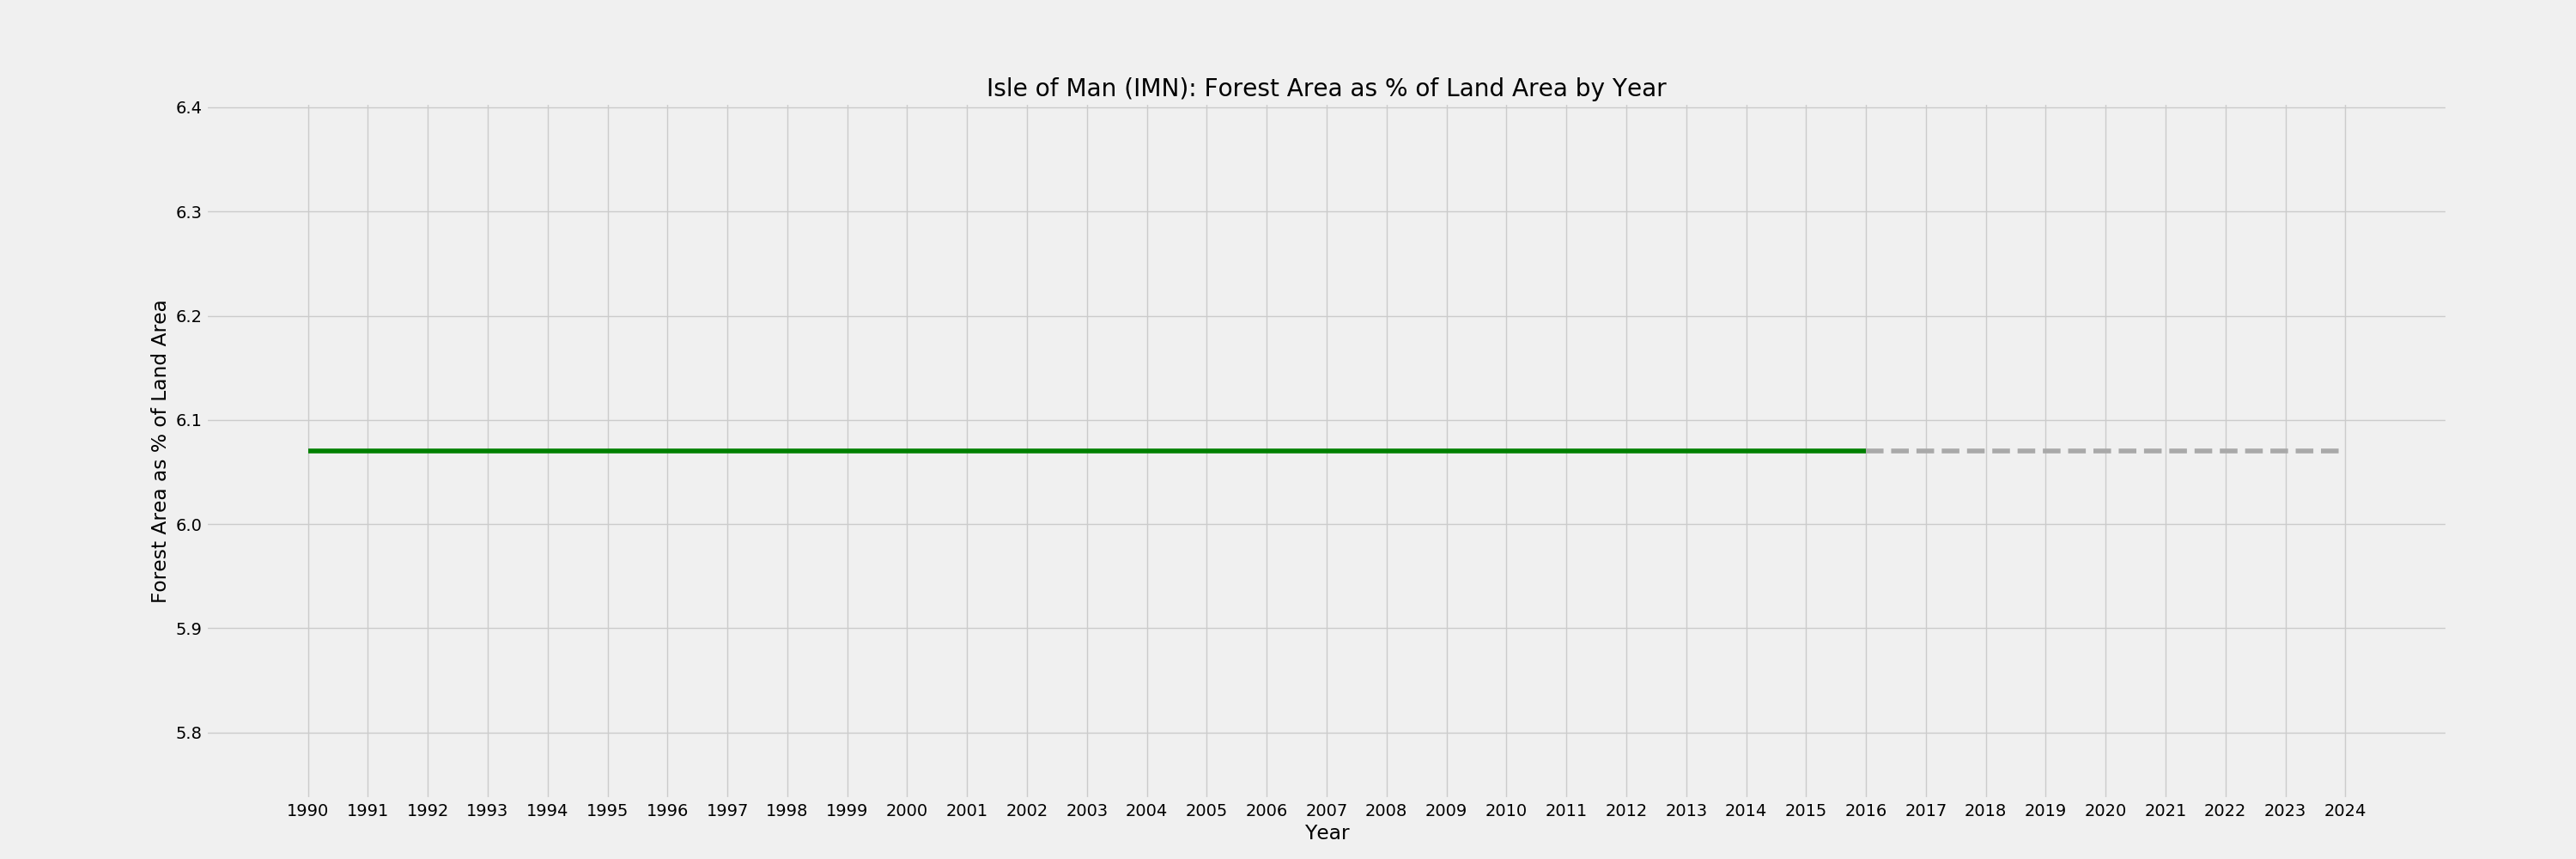 Isle of Man (IMN): Forest Area as % of Land Area by Year
Forest Area as % of Land Area
6.4
6.3
6.2
6.1
6.0
5.9
5.8
1990 1991 1992 1993 1994 1995 1996 1997 1998 1999 2000 2001 2002 2003 2004 2005 2006 2007 2008 2009 2010 2011 2012 2013 2014 2015 2016 2017 2018 2019 2020 2021 2022 2023 2024
Year